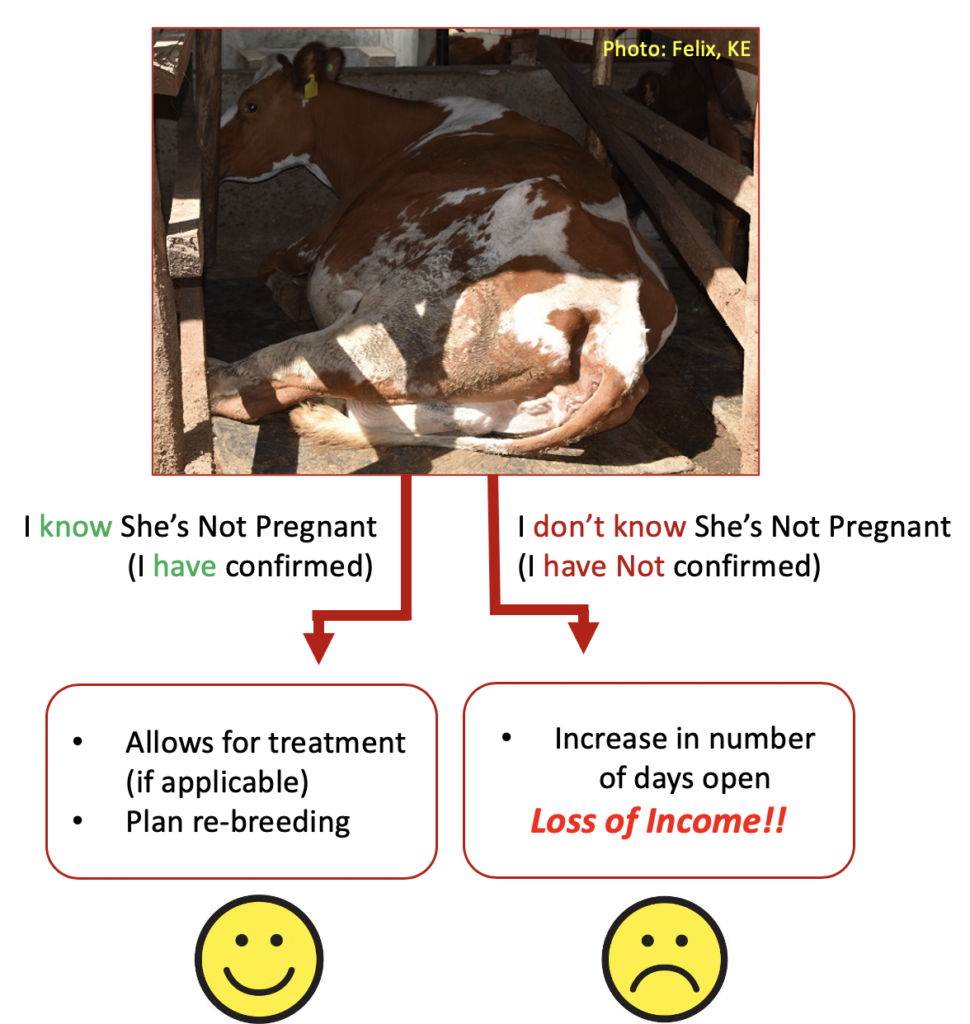 Photo: Felix, KE
I know She's Not Pregnant
(I have confirmed)
I don't know She's Not Pregnant
(I have Not confirmed)
• Allows for treatment
(if applicable)
• Plan re-breeding
• Increase in number
of days open
Loss of Income!!